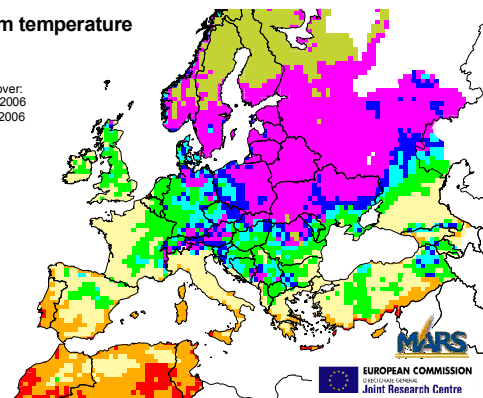 m temperature
over:
2006
2006
MARS
EUROPEAN COMMISSION
DIRECTORATE GENERAL
Joint Research Centre